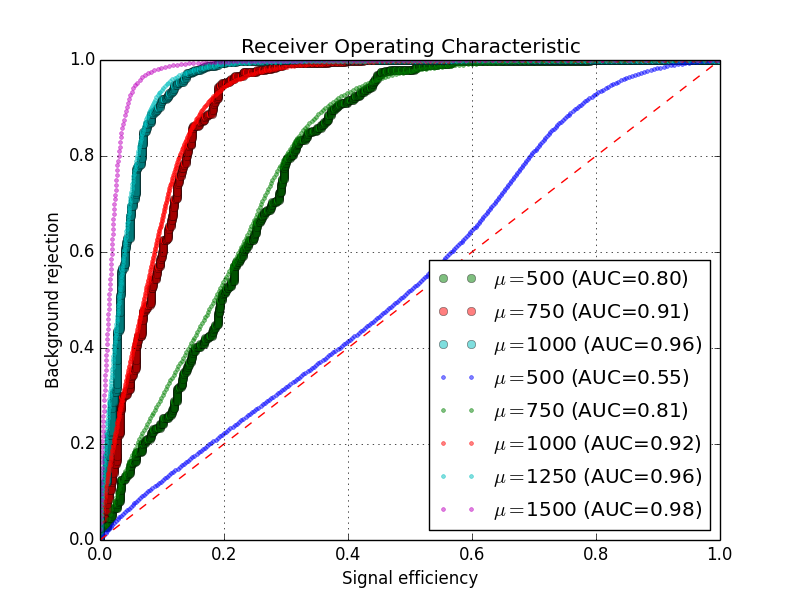 Receiver Operating Characteristic
Background rejection
1.0
0.8
0.6
0.4
0.2
0.0
0.0 0.2 0.4 0.6 0.8 1.0
Signal efficiency
μ=500 (AUC=0.80)
μ=750 (AUC=0.91)
μ=1000 (AUC=0.96)
μ=500 (AUC=0.55)
μ=750 (AUC=0.81)
μ=1000 (AUC=0.92)
μ=1250 (AUC=0.96)
μ=1500 (AUC=0.98)